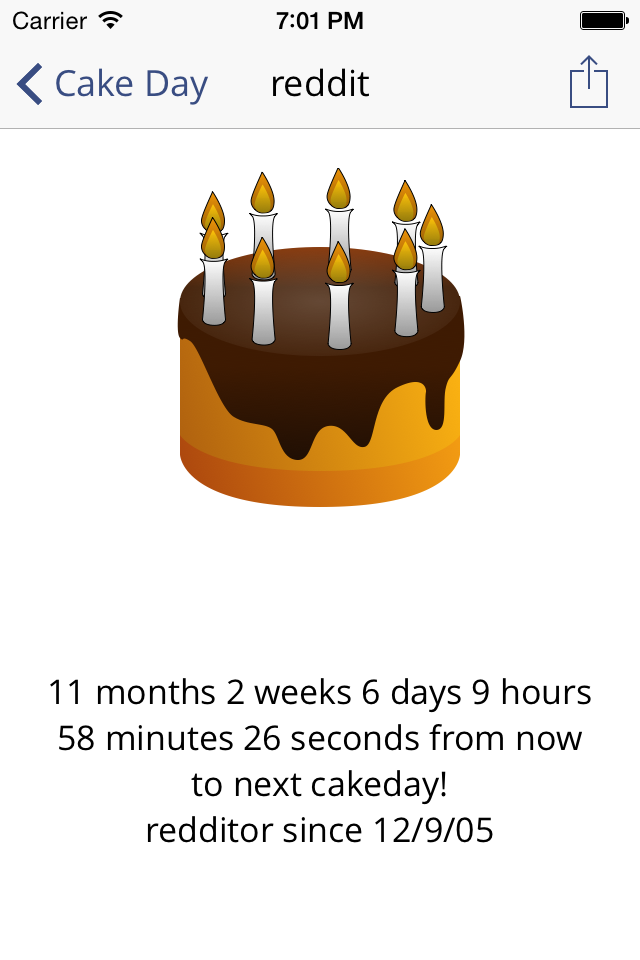 Carrier 7:01 PM
Cake Day reddit
11 months 2 weeks 6 days 9 hours
58 minutes 26 seconds from now
to next cakeday!
redditor since 12/9/05